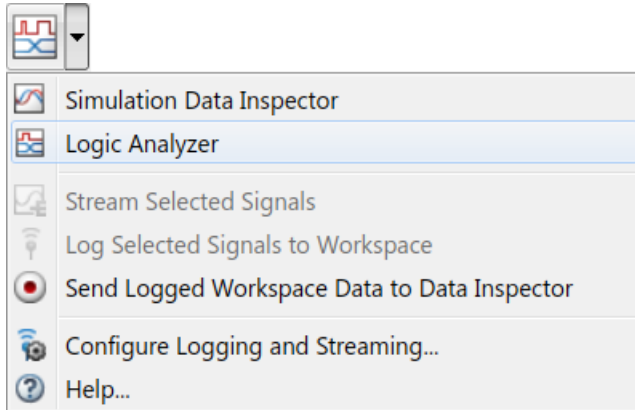 Simulation Data Inspector
Logic Analyzer
Stream Selected Signals
Log Selected Signals to Workspace
Send Logged Workspace Data to Data Inspector
Configure Logging and Streaming...
Help...